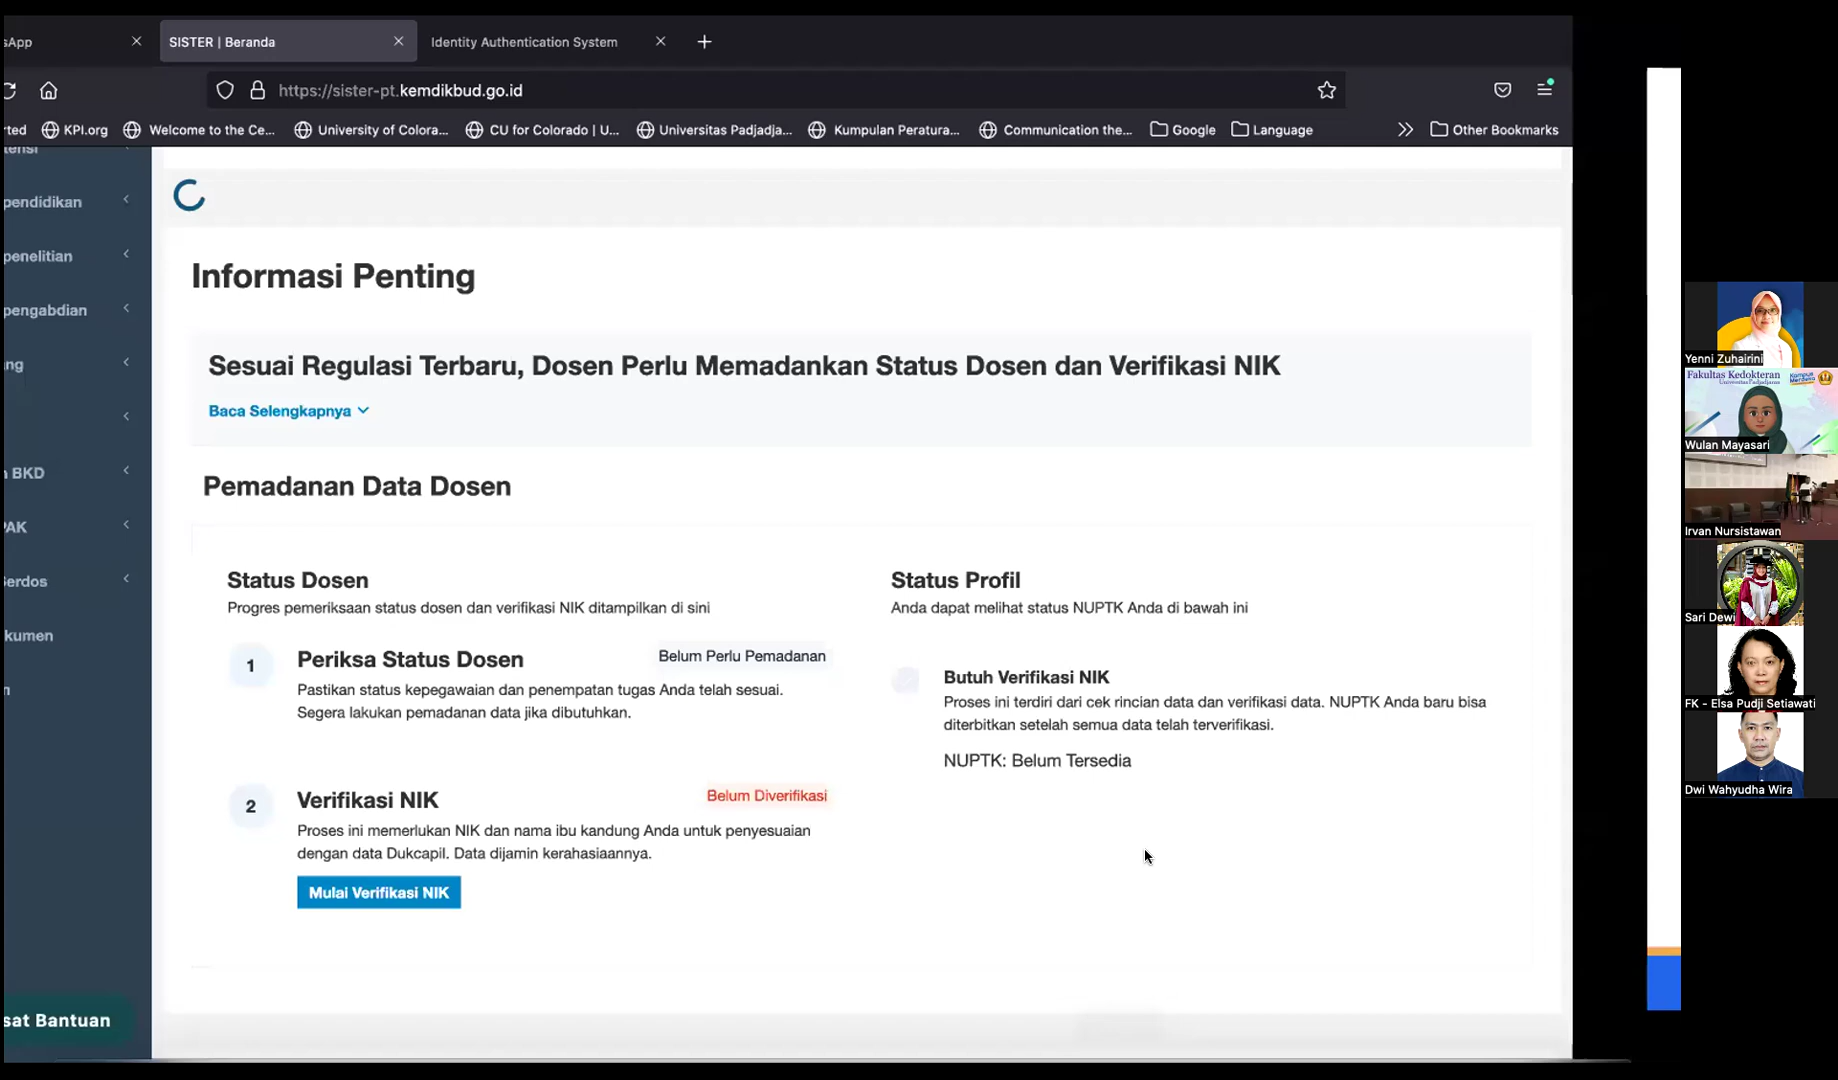 sApp
SISTER | Beranda
Identity Authentication System
https://sister-pt.kemdikbud.go.id
rted
KPI.org
Welcome to the Ce...
University of Colora...
CU for Colorado | U...
Universitas Padjadja...
Kumpulan Peratura...
Communication the...
Google
Language
Other Bookmarks
tensi
pendidikan
penelitian
pengabdian
ng
n BKD
PAK
Serdos
kumen
n
sat Bantuan
Informasi Penting
Sesuai Regulasi Terbaru, Dosen Perlu Memadankan Status Dosen dan Verifikasi NIK
Baca Selengkapnya
Pemadanan Data Dosen
Status Dosen
Progres pemeriksaan status dosen dan verifikasi NIK ditampilkan di sini
1
Periksa Status Dosen
Belum Perlu Pemadanan
Pastikan status kepegawaian dan penempatan tugas Anda telah sesuai.
Segera lakukan pemadanan data jika dibutuhkan.
2
Verifikasi NIK
Belum Diverifikasi
Proses ini memerlukan NIK dan nama ibu kandung Anda untuk penyesuaian
dengan data Dukcapil. Data dijamin kerahasiaannya.
Mulai Verifikasi NIK
Status Profil
Anda dapat melihat status NUPTK Anda di bawah ini
Butuh Verifikasi NIK
Proses ini terdiri dari cek rincian data dan verifikasi data. NUPTK Anda baru bisa
diterbitkan setelah semua data telah terverifikasi.
NUPTK: Belum Tersedia
Yenni Zuhairini
Fakultas Kedokteran
Universitas Padjadjaran
Kampus
Merdeka
Wulan Mayasari
Irvan Nursistawan
Sari Dewi
FK - Elsa Pudji Setiawati
Dwi Wahyudha Wira